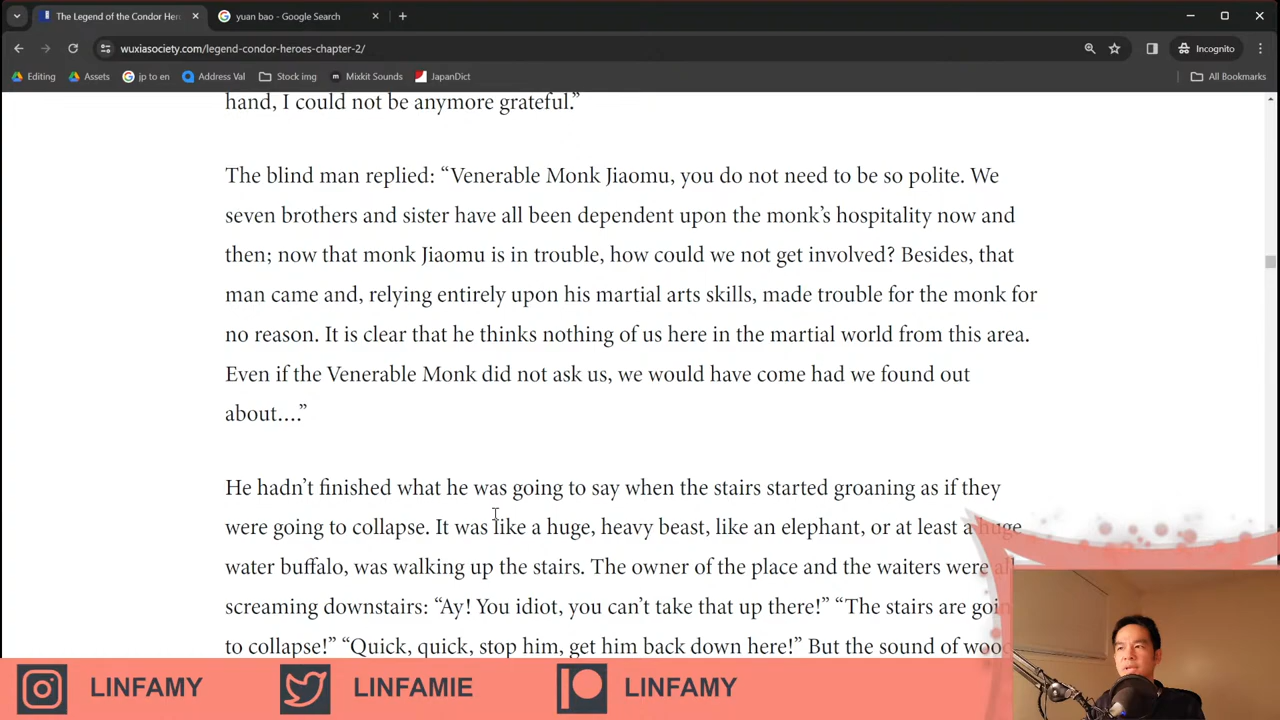 The Legend of the Condor Her
yuan bao - Google Search
wuxiasociety.com/legend-condor-heroes-chapter-2/
Incognito
Editing
Assets
jp to en
Address Val
Stock img
Mixkit Sounds
JapanDict
All Bookmarks
hand, I could not be anymore grateful.”
The blind man replied: “Venerable Monk Jiaomu, you do not need to be so polite. We
seven brothers and sister have all been dependent upon the monk’s hospitality now and
then; now that monk Jiaomu is in trouble, how could we not get involved? Besides, that
man came and, relying entirely upon his martial arts skills, made trouble for the monk for
no reason. It is clear that he thinks nothing of us here in the martial world from this area.
Even if the Venerable Monk did not ask us, we would have come had we found out
about….”
He hadn’t finished what he was going to say when the stairs started groaning as if they
were going to collapse. It was like a huge, heavy beast, like an elephant, or at least a huge
water buffalo, was walking up the stairs. The owner of the place and the waiters were all
screaming downstairs: “Ay! You idiot, you can’t take that up there!” “The stairs are goin
to collapse!” “Quick, quick, stop him, get him back down here!” But the sound of wood
LINFAMY
LINFAMIE
LINFAMY